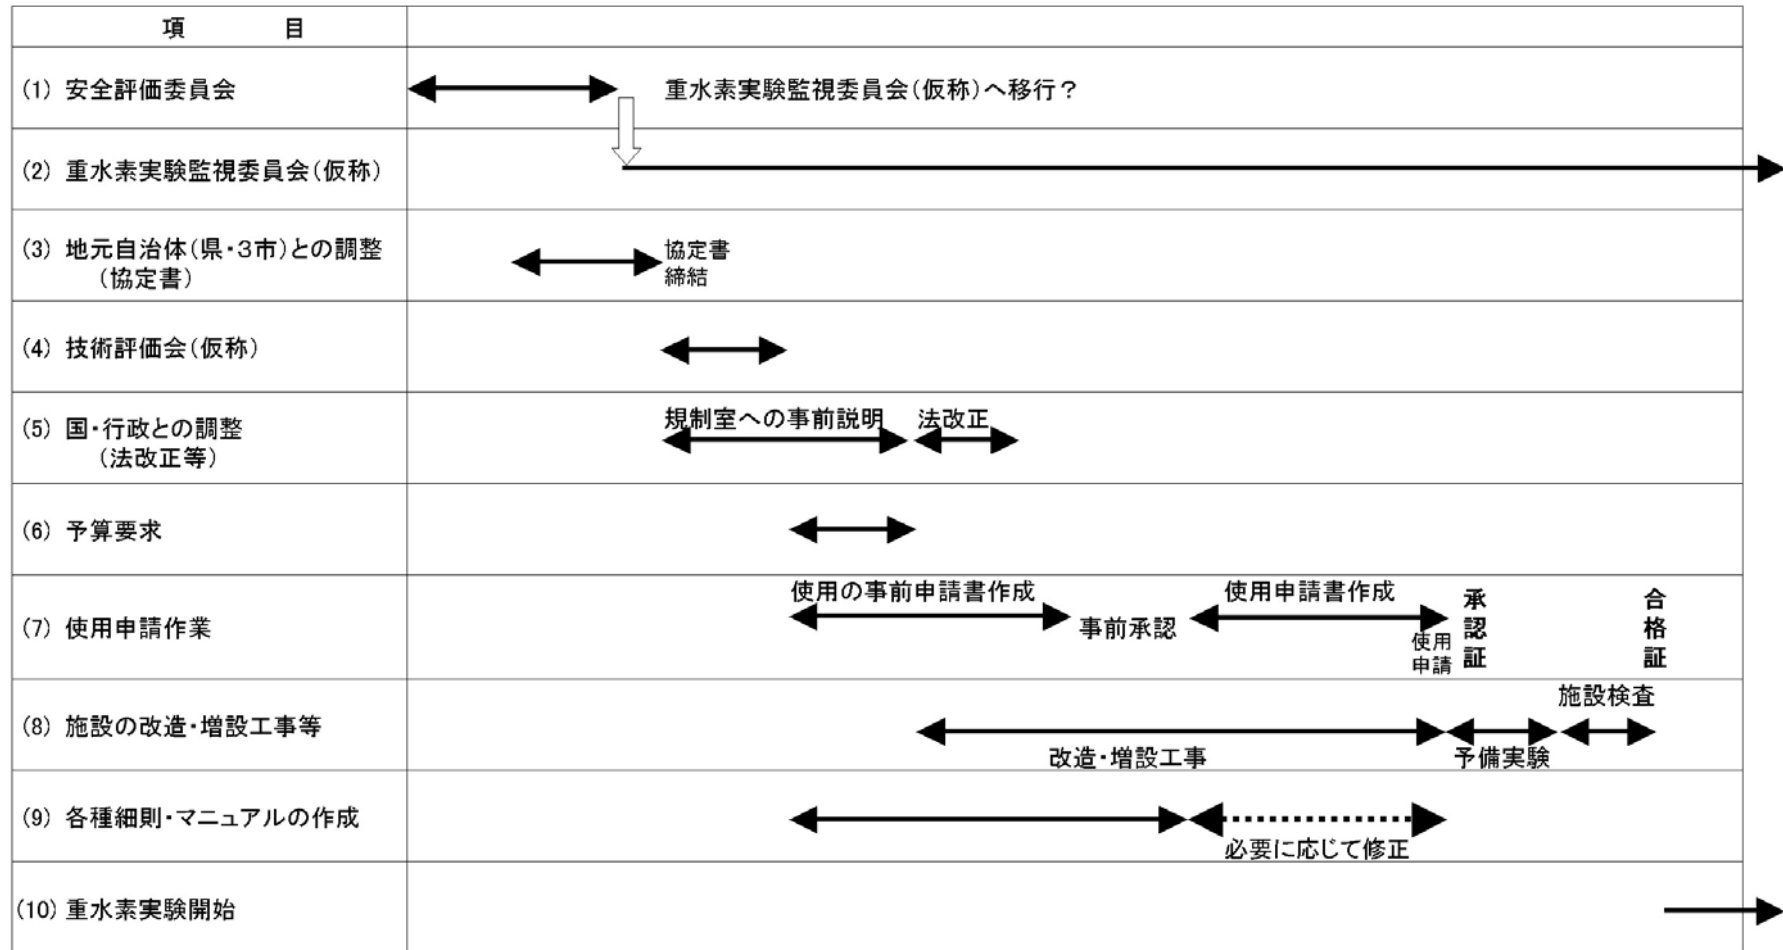 項　目
(1) 安全評価委員会
重水素実験監視委員会(仮称)へ移行？
(2) 重水素実験監視委員会(仮称)
(3) 地元自治体(県・3市)との調整
(協定書)
協定書
締結
(4) 技術評価会(仮称)
(5) 国・行政との調整
(法改正等)
規制室への事前説明
法改正
(6) 予算要求
(7) 使用申請作業
使用の事前申請書作成
事前承認
使用申請書作成
使用
申請
承認証
合格証
(8) 施設の改造・増設工事等
改造・増設工事
予備実験
施設検査
(9) 各種細則・マニュアルの作成
必要に応じて修正
(10) 重水素実験開始